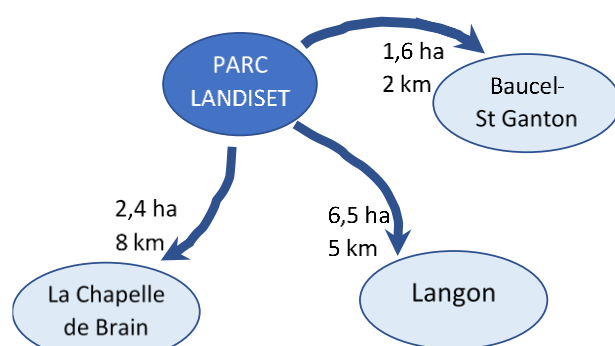 PARC
LANDISET
1,6 ha
2 km
Baucel-
St Ganton
2,4 ha
8 km
6,5 ha
5 km
La Chapelle
de Brain
Langon